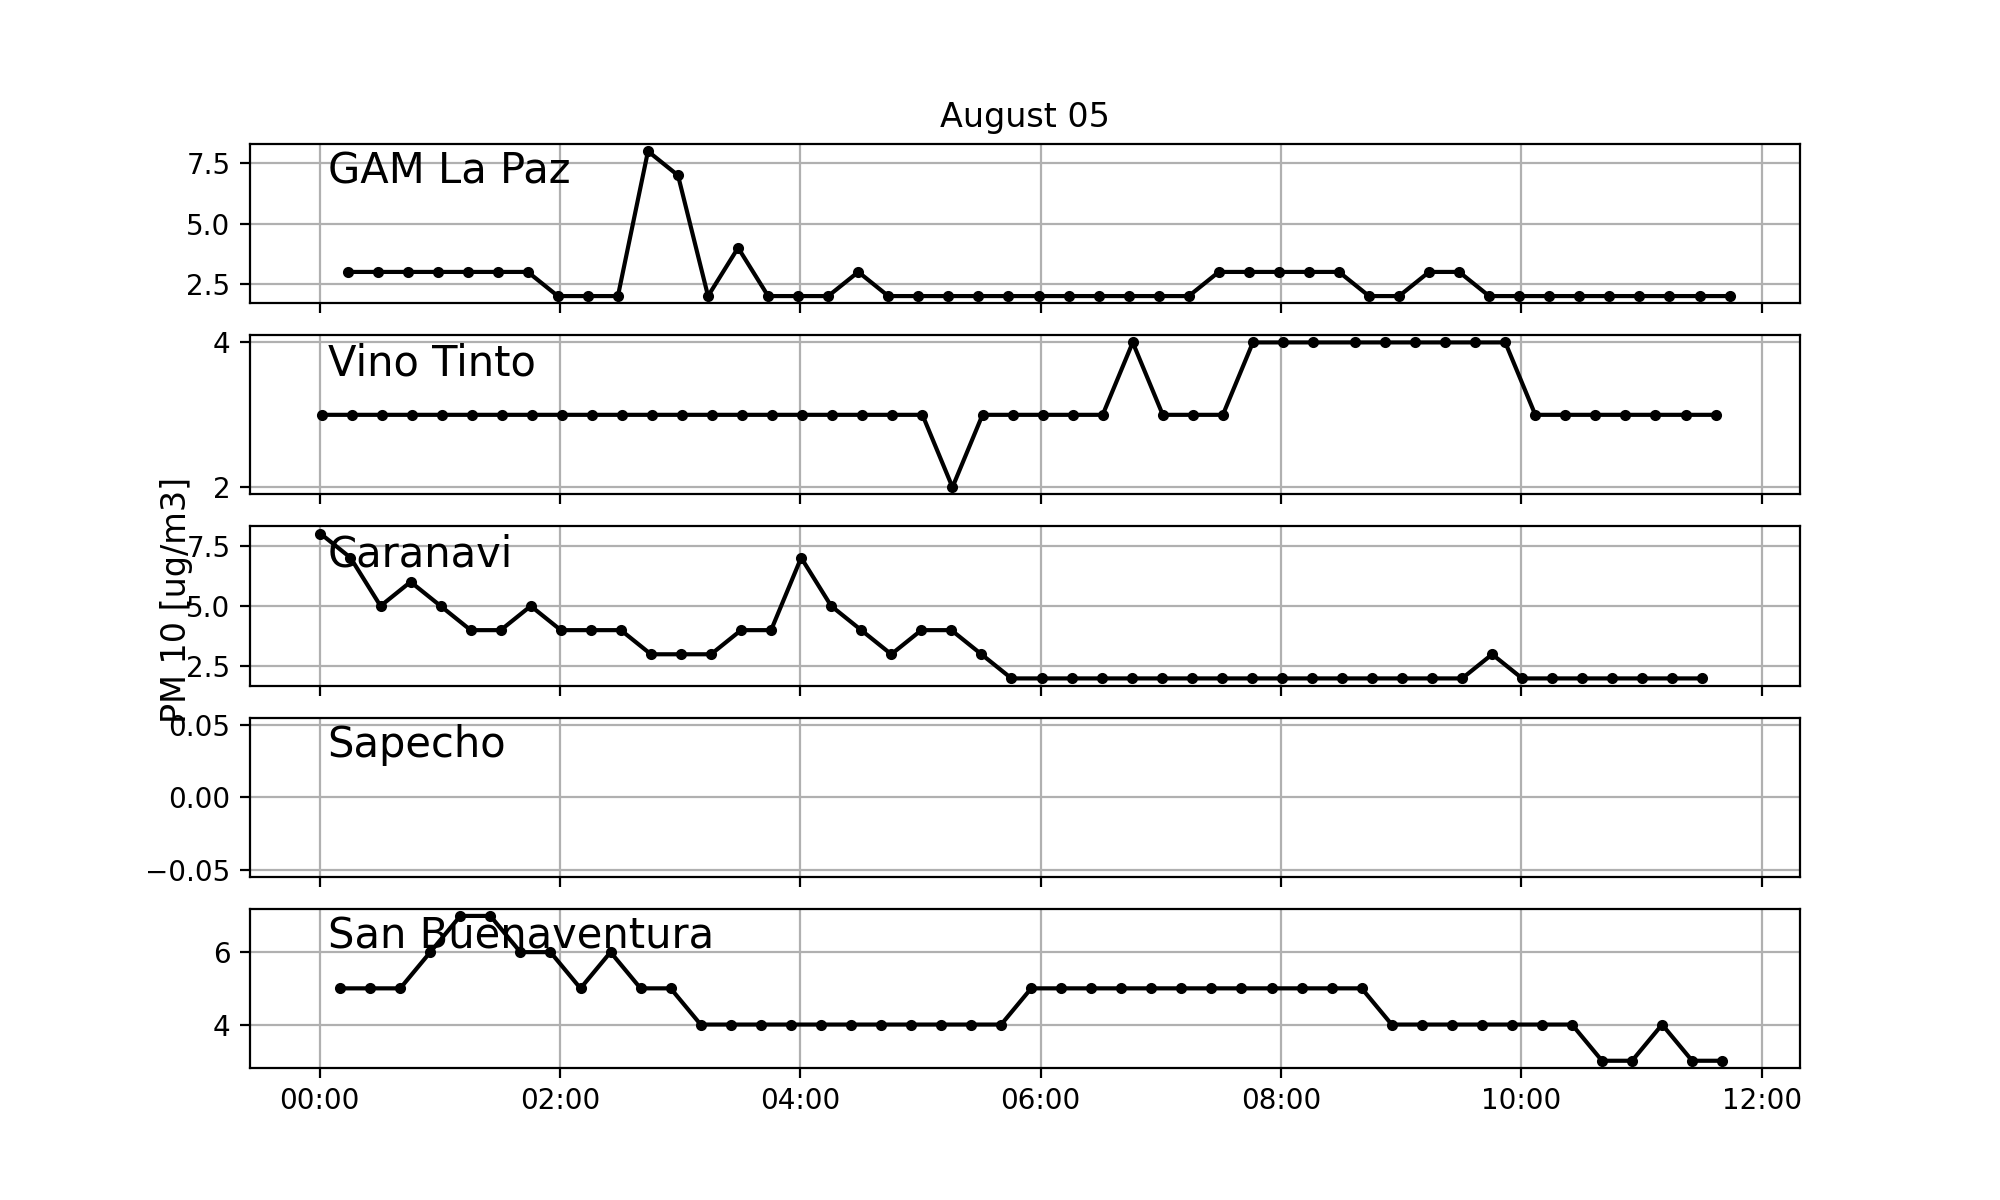 August 05
GAM La Paz
7.5
5.0
2.5
Vino Tinto
4
2
PM 10 [ug/m3]
Caranavi
7.5
5.0
2.5
Sapecho
0.05
0.00
−0.05
San Buenaventura
6
4
00:00 02:00 04:00 06:00 08:00 10:00 12:00